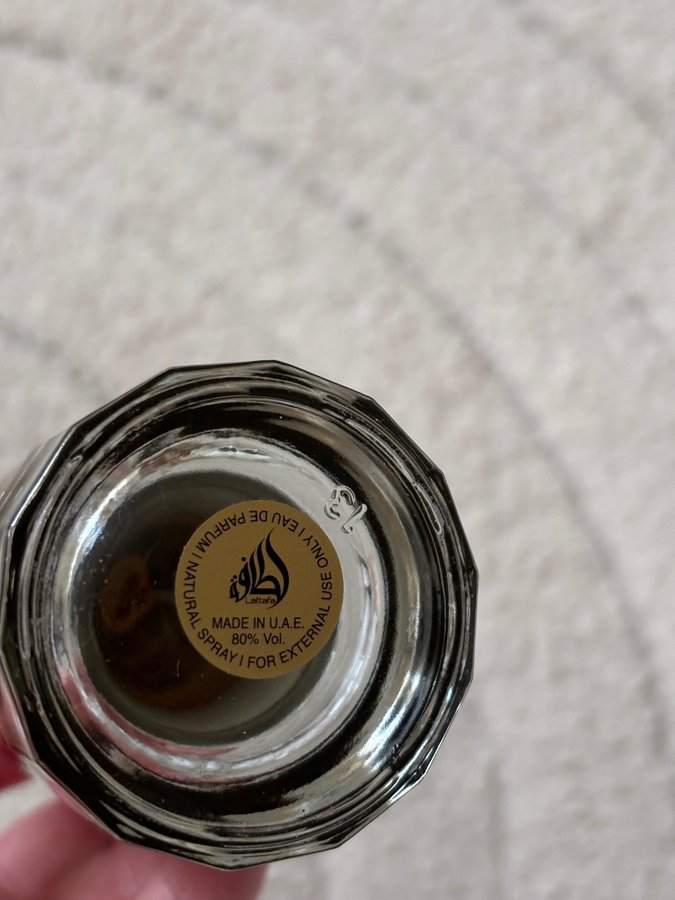 لطافة
Lattafa
MADE IN U.A.E.
80% Vol.
EAU DE PARFUM | NATURAL SPRAY | FOR EXTERNAL USE ONLY |